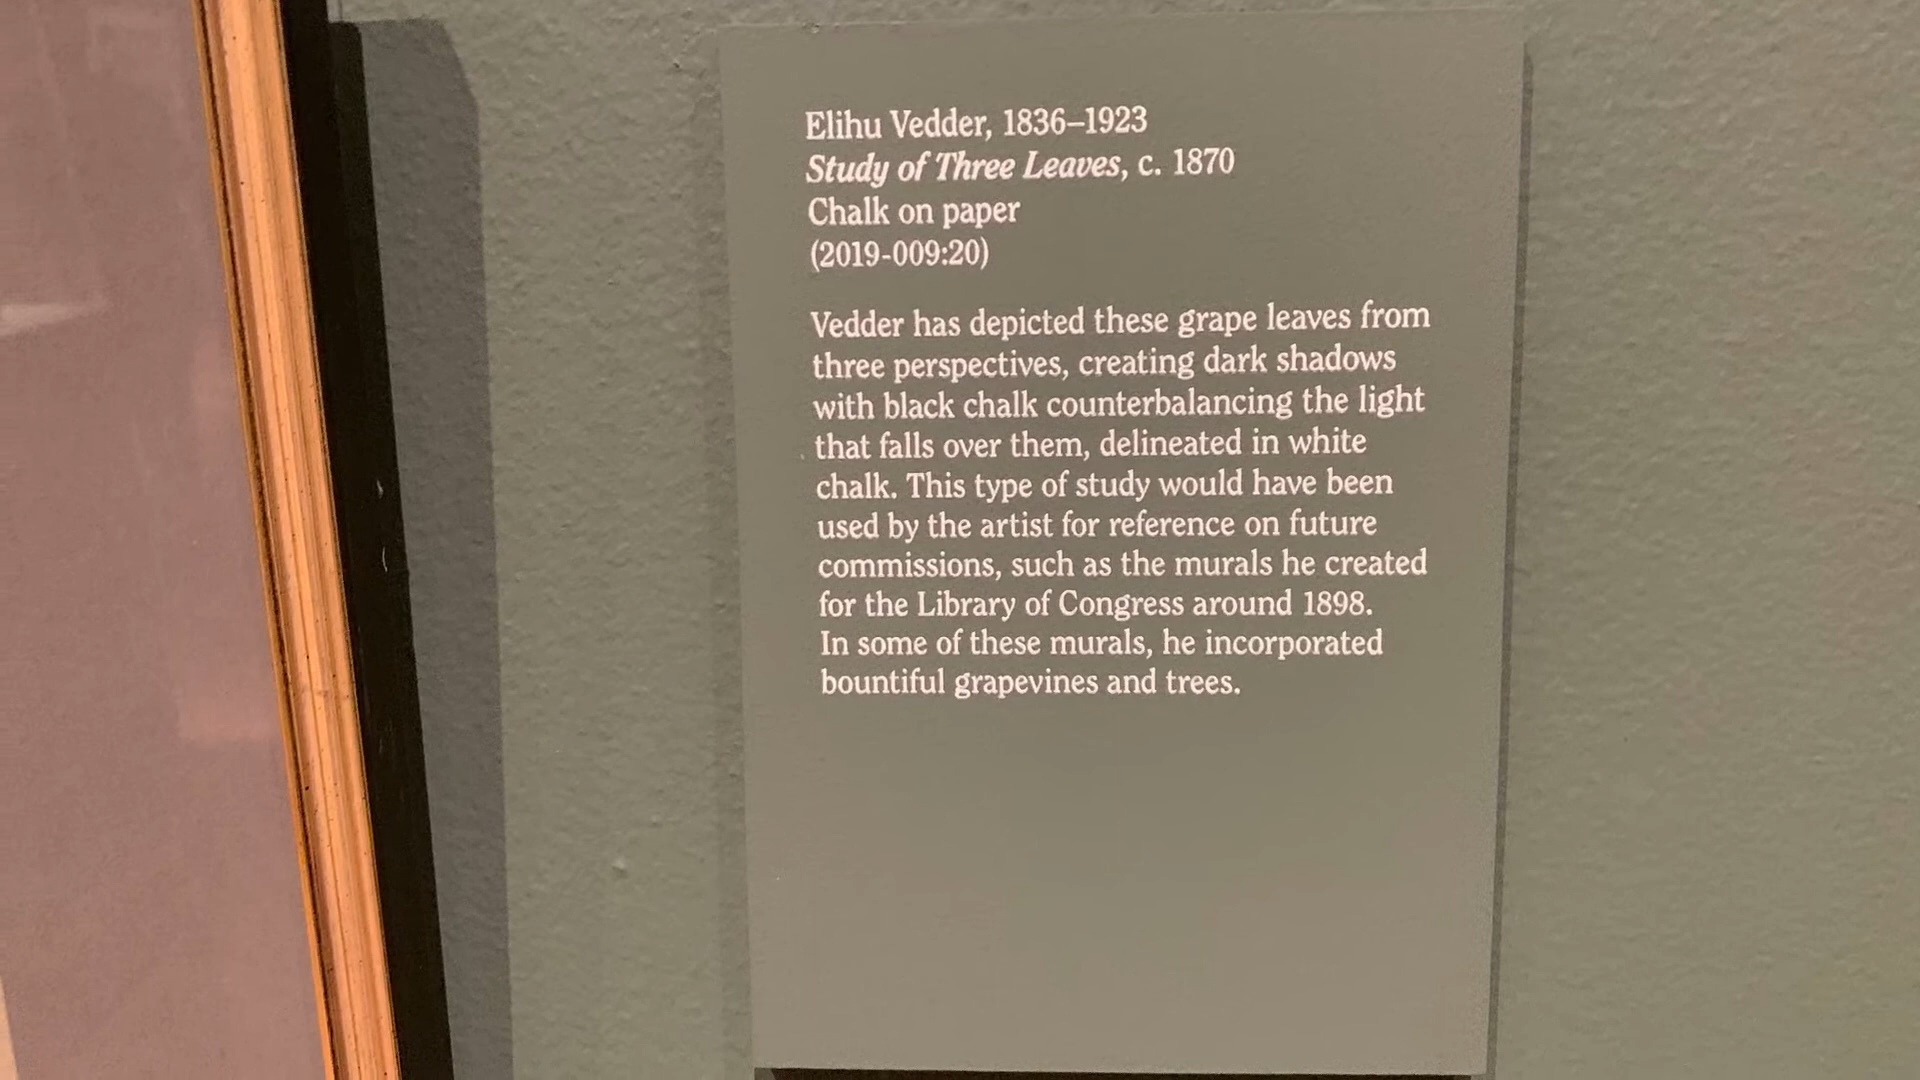 Elihu Vedder, 1836–1923
Study of Three Leaves, c. 1870
Chalk on paper
(2019-009:20)
Vedder has depicted these grape leaves from
three perspectives, creating dark shadows
with black chalk counterbalancing the light
that falls over them, delineated in white
chalk. This type of study would have been
used by the artist for reference on future
commissions, such as the murals he created
for the Library of Congress around 1898.
In some of these murals, he incorporated
bountiful grapevines and trees.